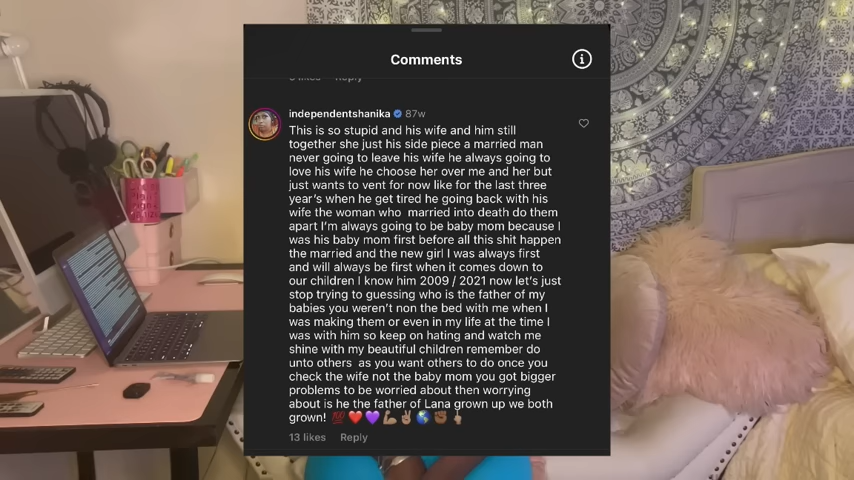 Comments
Reply
independentshanika 87w
This is so stupid and his wife and him still
together she just his side piece a married man
never going to leave his wife he always going to
love his wife he choose her over me and her but
just wants to vent for now like for the last three
year's when he get tired he going back with his
wife the woman who married into death do them
apart I'm always going to be baby mom because I
was his baby mom first before all this shit happen
the married and the new girl I was always first
and will always be first when it comes down to
our children I know him 2009 / 2021 now let's just
stop trying to guessing who is the father of my
babies you weren't non the bed with me when I
was making them or even in my life at the time I
was with him so keep on hating and watch me
shine with my beautiful children remember do
unto others as you want others to do once you
check the wife not the baby mom you got bigger
problems to be worried about then worrying
about is he the father of Lana grown up we both
grown! 💯❤️💜💪🏽✌🏽🌎✊🏽☝🏽
13 likes Reply